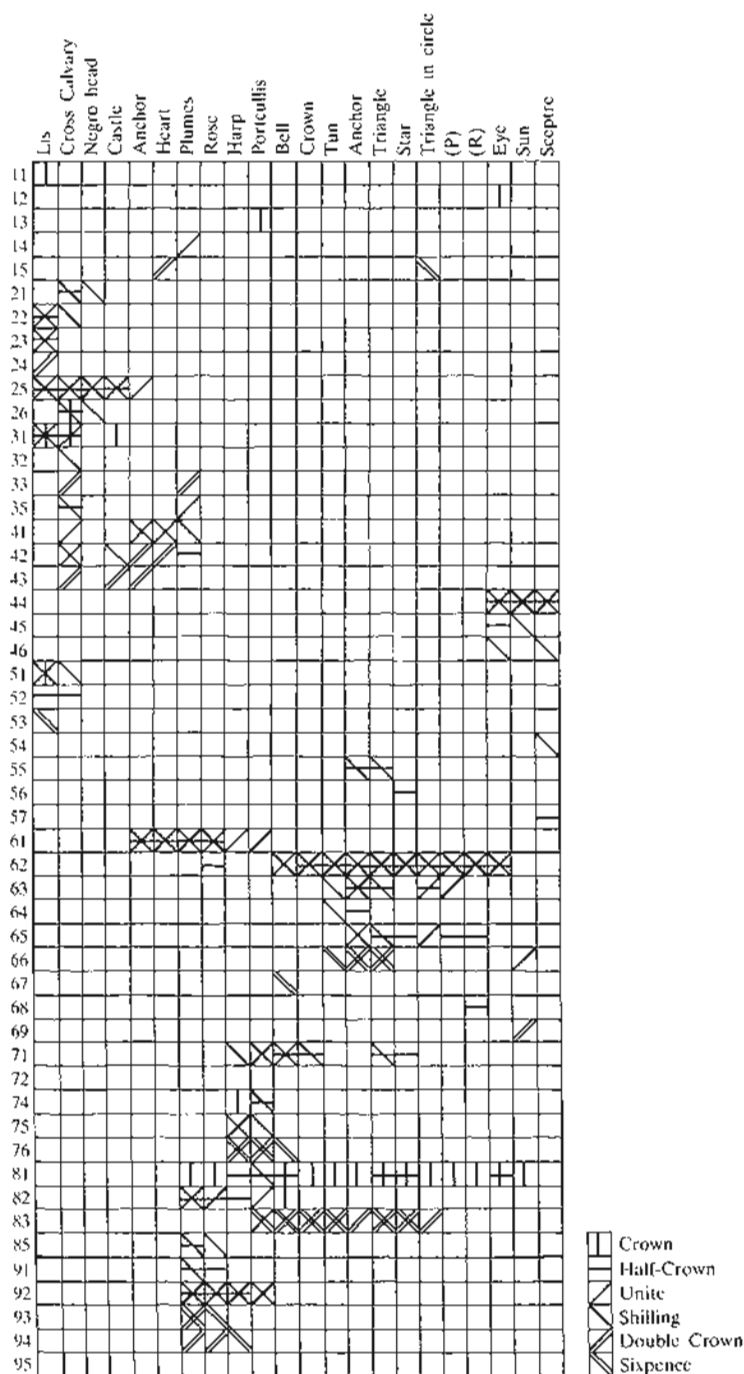 Lis
Cross Calvary
Negro head
Castle
Anchor
Heart
Plumes
Rose
Harp
Portcullis
Bell
Crown
Tun
Anchor
Triangle
Star
Triangle in circle
(P)
(R)
Eye
Sun
Sceptre
11
12
13
14
15
21
22
23
24
25
26
31
32
33
35
41
42
43
44
45
46
51
52
53
54
55
56
57
61
62
63
64
65
66
67
68
69
71
72
74
75
76
81
82
83
85
91
92
93
94
95
Crown
Half-Crown
Unite
Shilling
Double Crown
Sixpence